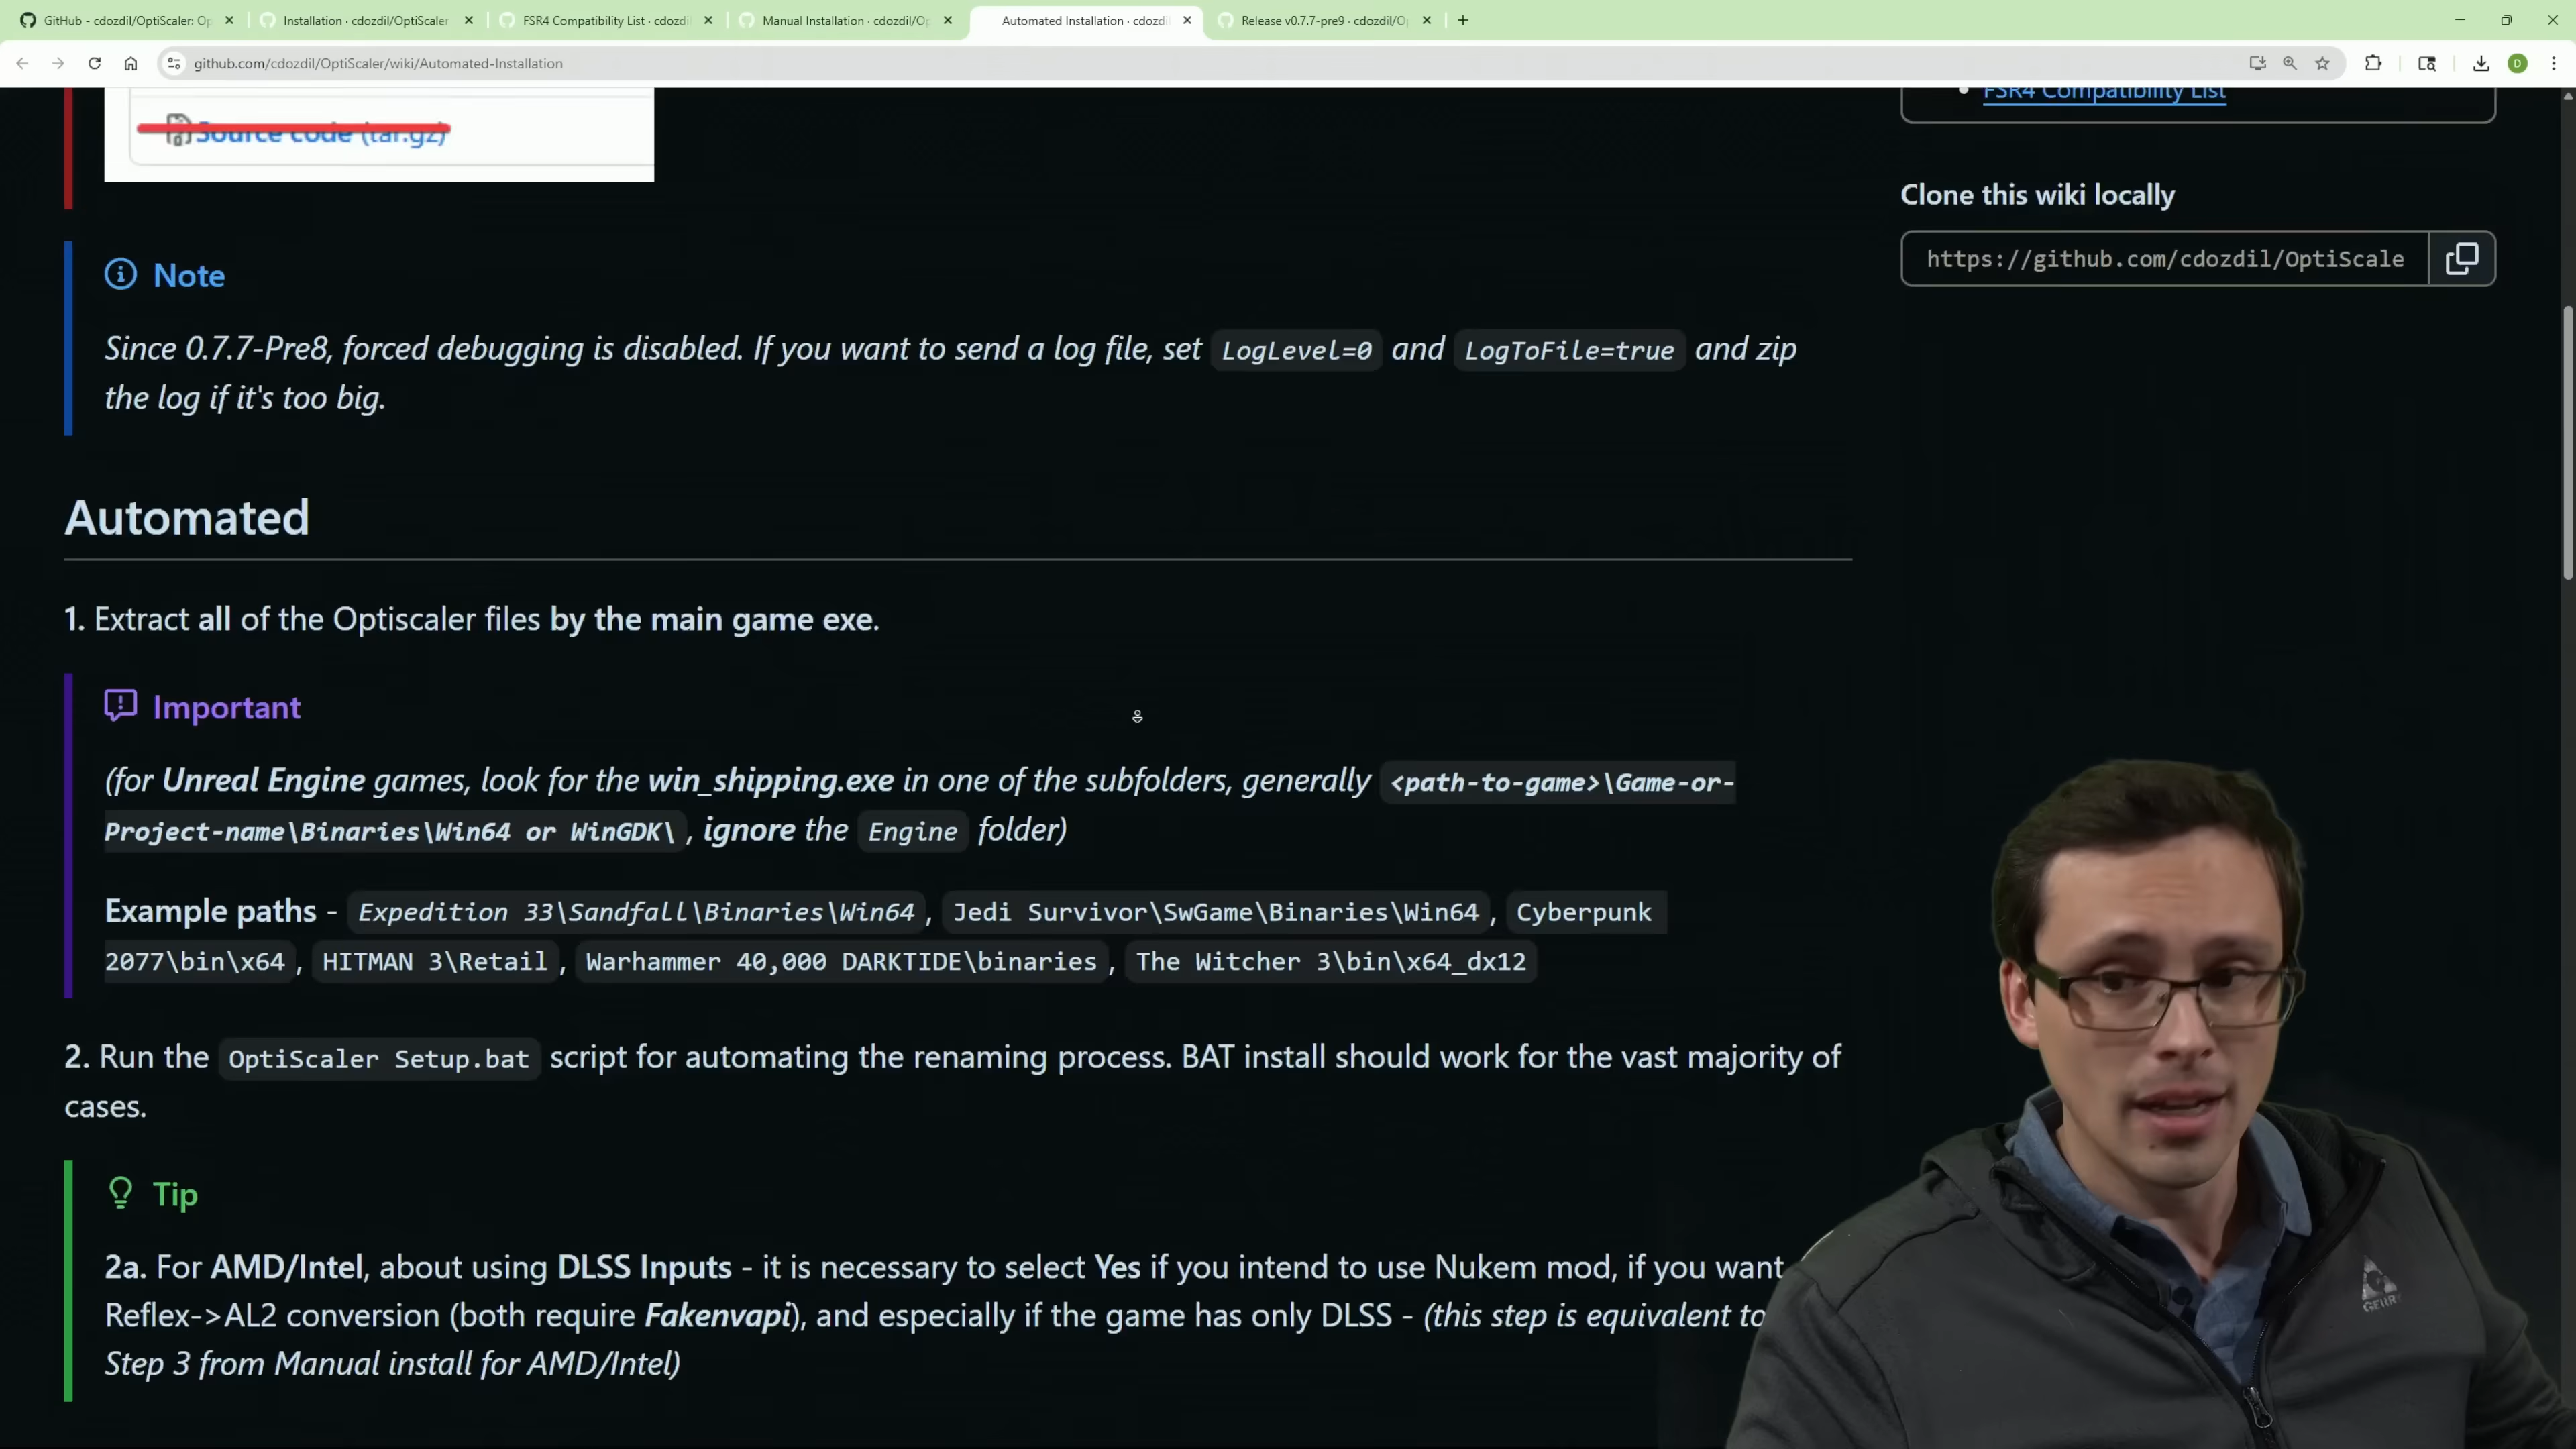 GitHub - cdozdil/OptiScaler: Op
Installation · cdozdil/OptiScaler
FSR4 Compatibility List · cdozdi
Manual Installation · cdozdil/Op
Automated Installation · cdozdi
Release v0.7.7-pre9 · cdozdil/Op
github.com/cdozdil/OptiScaler/wiki/Automated-Installation
D
Source code (tar.gz)
FSR4 Compatibility List
Clone this wiki locally
https://github.com/cdozdil/OptiScale
Note
Since 0.7.7-Pre8, forced debugging is disabled. If you want to send a log file, set LogLevel=0 and LogToFile=true and zip
the log if it's too big.
Automated
1. Extract all of the Optiscaler files by the main game exe.
Important
(for Unreal Engine games, look for the win_shipping.exe in one of the subfolders, generally <path-to-game>\Game-or-
Project-name\Binaries\Win64 or WinGDK\ , ignore the Engine folder)
Example paths - Expedition 33\Sandfall\Binaries\Win64 , Jedi Survivor\SwGame\Binaries\Win64 , Cyberpunk
2077\bin\x64 , HITMAN 3\Retail , Warhammer 40,000 DARKTIDE\binaries , The Witcher 3\bin\x64_dx12
2. Run the OptiScaler Setup.bat script for automating the renaming process. BAT install should work for the vast majority of
cases.
Tip
2a. For AMD/Intel, about using DLSS Inputs - it is necessary to select Yes if you intend to use Nukem mod, if you want
Reflex->AL2 conversion (both require Fakenvapi), and especially if the game has only DLSS - (this step is equivalent to
Step 3 from Manual install for AMD/Intel)